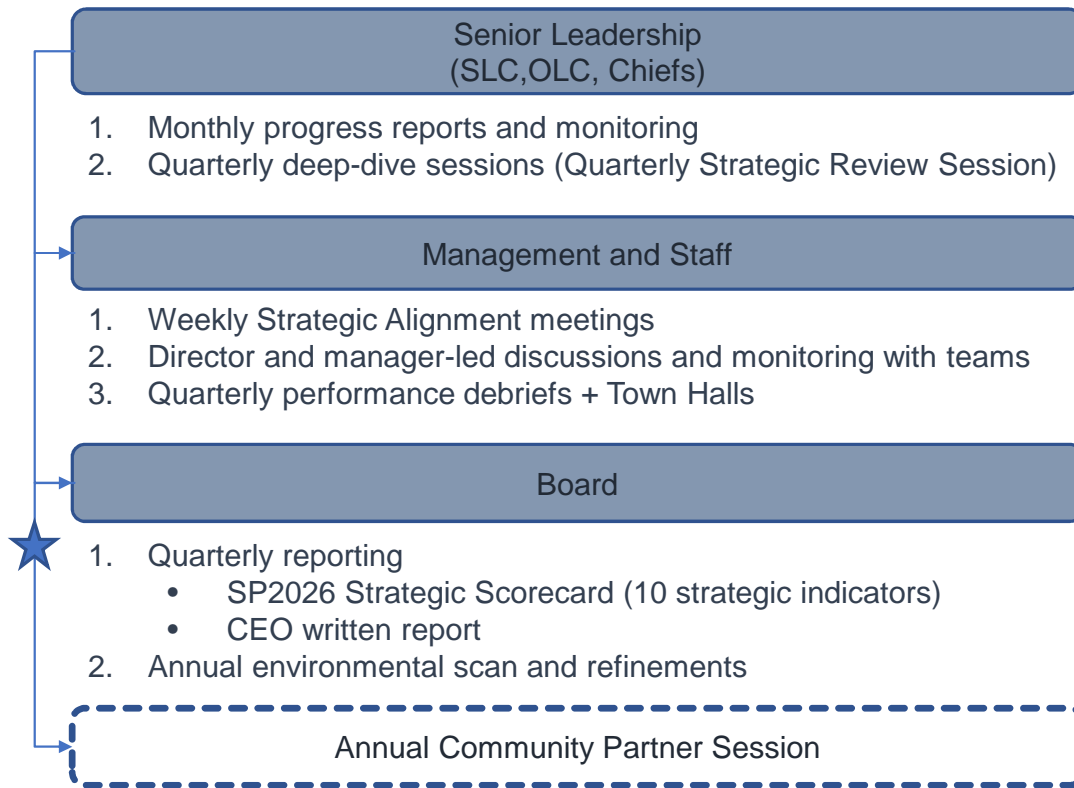 Senior Leadership
(SLC,OLC, Chiefs)
1. Monthly progress reports and monitoring
2. Quarterly deep-dive sessions (Quarterly Strategic Review Session)
Management and Staff
1. Weekly Strategic Alignment meetings
2. Director and manager-led discussions and monitoring with teams
3. Quarterly performance debriefs + Town Halls
Board
1. Quarterly reporting
• SP2026 Strategic Scorecard (10 strategic indicators)
• CEO written report
2. Annual environmental scan and refinements
Annual Community Partner Session